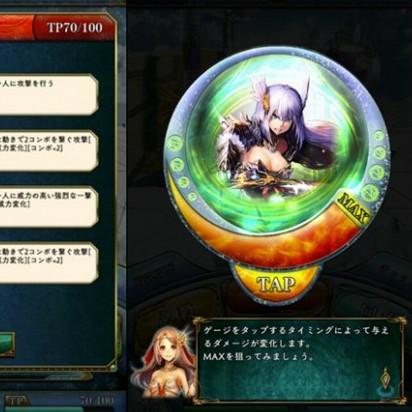 TP70/100
人に攻撃を行う
動きで2コンボを繋ぐ攻撃[
力変化][コンボ×2]
人に威力の高い強烈な一撃
威力変化]
動きで2コンボを繋ぐ攻撃[
力変化][コンボ×2]
MAX
TAP
ゲージをタップするタイミングによって与え
るダメージが変化します。
MAXを狙ってみましょう。
TP
70/100